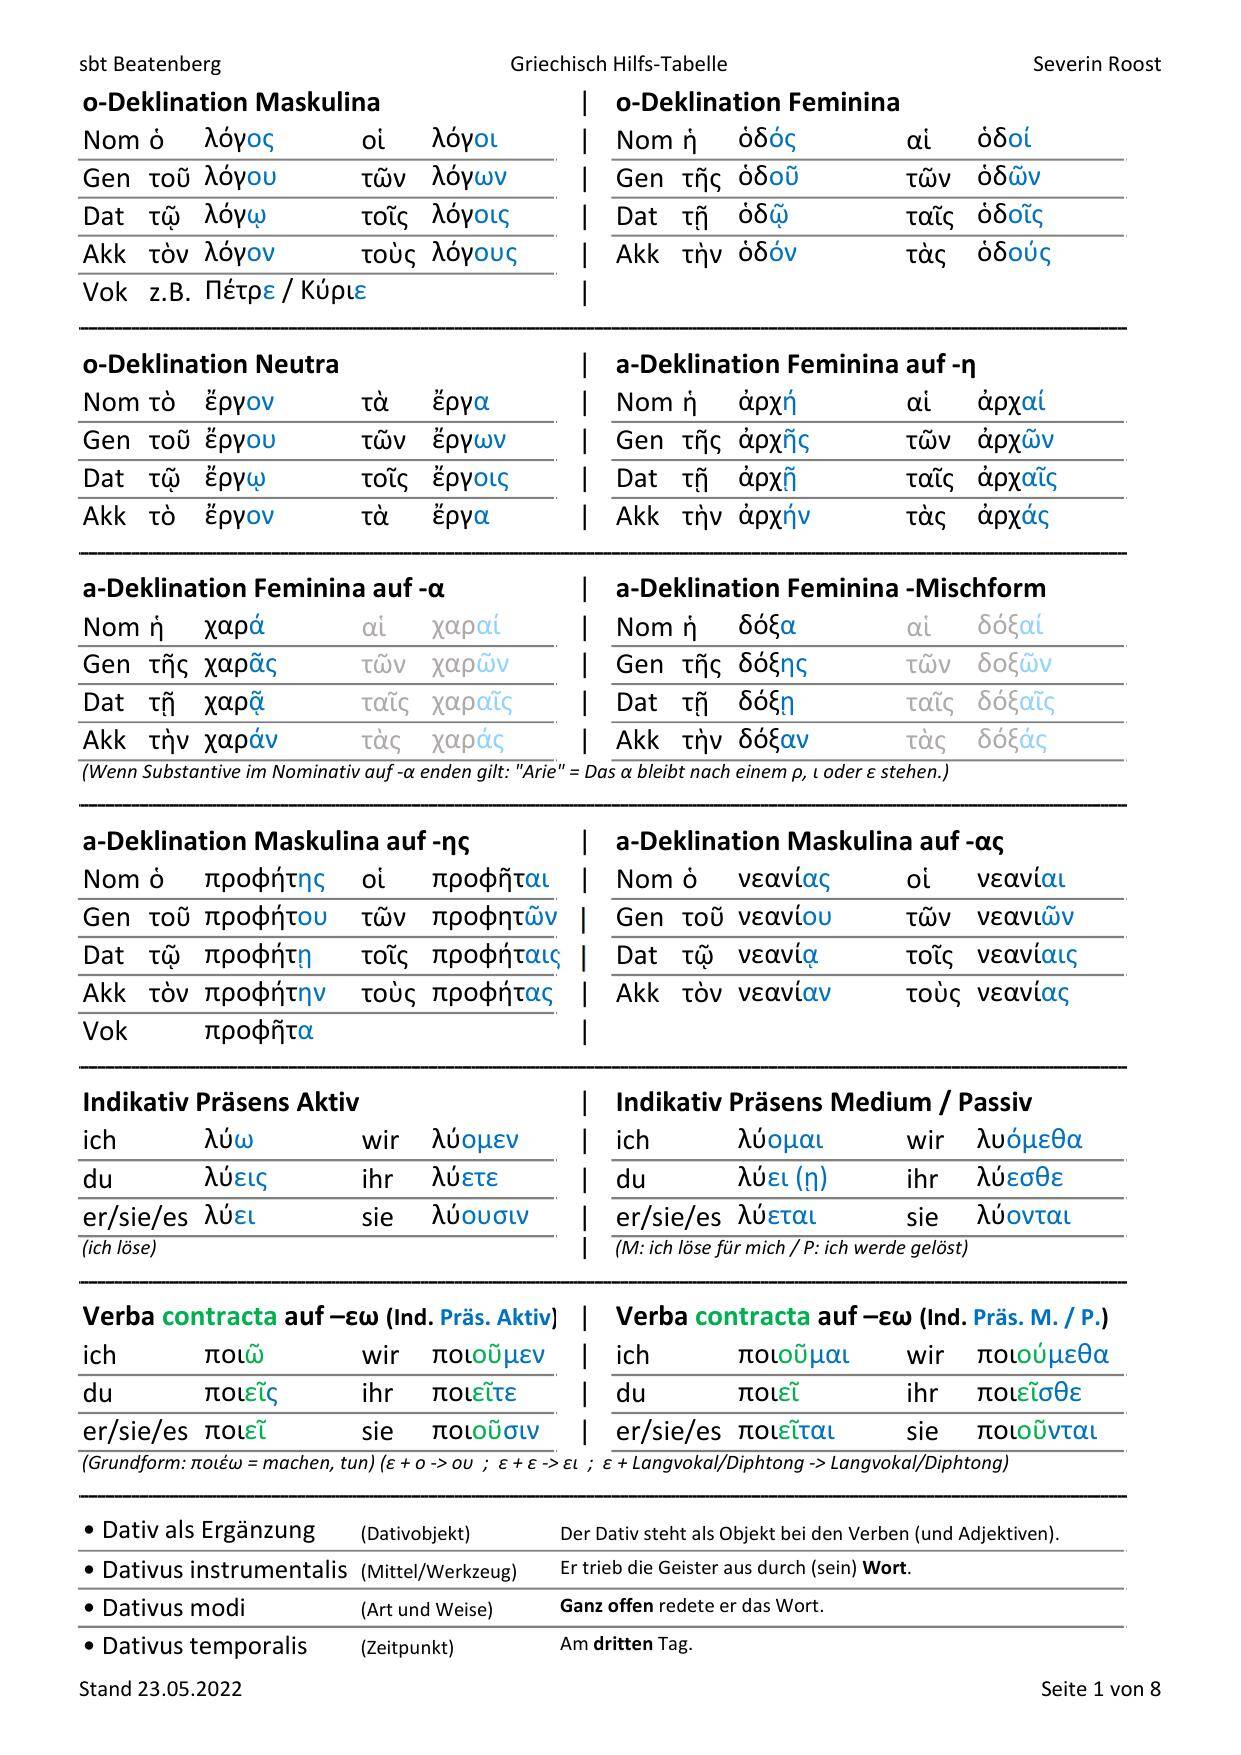 sbt Beatenberg Griechisch Hilfs-Tabelle Severin Roost
o-Deklination Maskulina | o-Deklination Feminina
Nom ὁ λόγος οἱ λόγοι | Nom ἡ ὁδός αἱ ὁδοί
Gen τοῦ λόγου τῶν λόγων | Gen τῆς ὁδοῦ τῶν ὁδῶν
Dat τῷ λόγῳ τοῖς λόγοις | Dat τῇ ὁδῷ ταῖς ὁδοῖς
Akk τὸν λόγον τοὺς λόγους | Akk τὴν ὁδόν τὰς ὁδούς
Vok z.B. Πέτρε / Κύριε |
o-Deklination Neutra | a-Deklination Feminina auf -η
Nom τὸ ἔργον τὰ ἔργα | Nom ἡ ἀρχή αἱ ἀρχαί
Gen τοῦ ἔργου τῶν ἔργων | Gen τῆς ἀρχῆς τῶν ἀρχῶν
Dat τῷ ἔργῳ τοῖς ἔργοις | Dat τῇ ἀρχῇ ταῖς ἀρχαῖς
Akk τὸ ἔργον τὰ ἔργα | Akk τὴν ἀρχήν τὰς ἀρχάς
a-Deklination Feminina auf -α | a-Deklination Feminina -Mischform
Nom ἡ χαρά αἱ χαραί | Nom ἡ δόξα αἱ δόξαί
Gen τῆς χαρᾶς τῶν χαρῶν | Gen τῆς δόξης τῶν δοξῶν
Dat τῇ χαρᾷ ταῖς χαραῖς | Dat τῇ δόξῃ ταῖς δόξαῖς
Akk τὴν χαράν τὰς χαράς | Akk τὴν δόξαν τὰς δόξάς
(Wenn Substantive im Nominativ auf -α enden gilt: "Arie" = Das α bleibt nach einem ρ, ι oder ε stehen.)
a-Deklination Maskulina auf -ης | a-Deklination Maskulina auf -ας
Nom ὁ προφήτης οἱ προφῆται | Nom ὁ νεανίας οἱ νεανίαι
Gen τοῦ προφήτου τῶν προφητῶν | Gen τοῦ νεανίου τῶν νεανιῶν
Dat τῷ προφήτῃ τοῖς προφήταις | Dat τῷ νεανίᾳ τοῖς νεανίαις
Akk τὸν προφήτην τοὺς προφήτας | Akk τὸν νεανίαν τοὺς νεανίας
Vok προφῆτα |
Indikativ Präsens Aktiv | Indikativ Präsens Medium / Passiv
ich λύω wir λύομεν | ich λύομαι wir λυόμεθα
du λύεις ihr λύετε | du λύει (ῃ) ihr λύεσθε
er/sie/es λύει sie λύουσιν | er/sie/es λύεται sie λύονται
(ich löse) | (M: ich löse für mich / P: ich werde gelöst)
Verba contracta auf –εω (Ind. Präs. Aktiv) | Verba contracta auf –εω (Ind. Präs. M. / P.)
ich ποιῶ wir ποιοῦμεν | ich ποιοῦμαι wir ποιούμεθα
du ποιεῖς ihr ποιεῖτε | du ποιεῖ ihr ποιεῖσθε
er/sie/es ποιεῖ sie ποιοῦσιν | er/sie/es ποιεῖται sie ποιοῦνται
(Grundform: ποιέω = machen, tun) (ε + ο -> ου ; ε + ε -> ει ; ε + Langvokal/Diphtong -> Langvokal/Diphtong)
• Dativ als Ergänzung (Dativobjekt) Der Dativ steht als Objekt bei den Verben (und Adjektiven).
• Dativus instrumentalis (Mittel/Werkzeug) Er trieb die Geister aus durch (sein) Wort.
• Dativus modi (Art und Weise) Ganz offen redete er das Wort.
• Dativus temporalis (Zeitpunkt) Am dritten Tag.
Stand 23.05.2022 Seite 1 von 8